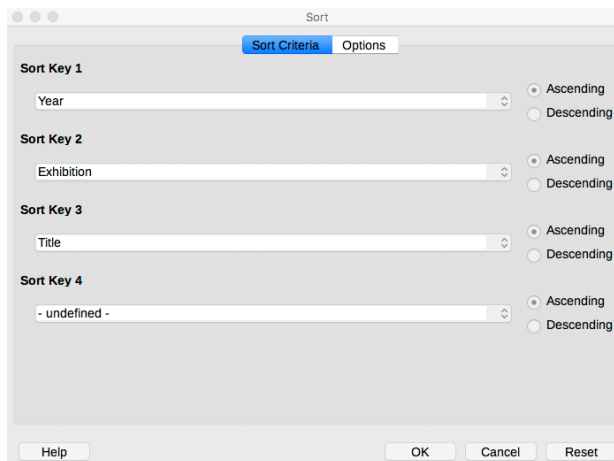 Sort
Sort Criteria Options
Sort Key 1
Year
Ascending
Descending
Sort Key 2
Exhibition
Ascending
Descending
Sort Key 3
Title
Ascending
Descending
Sort Key 4
- undefined -
Ascending
Descending
Help OK Cancel Reset